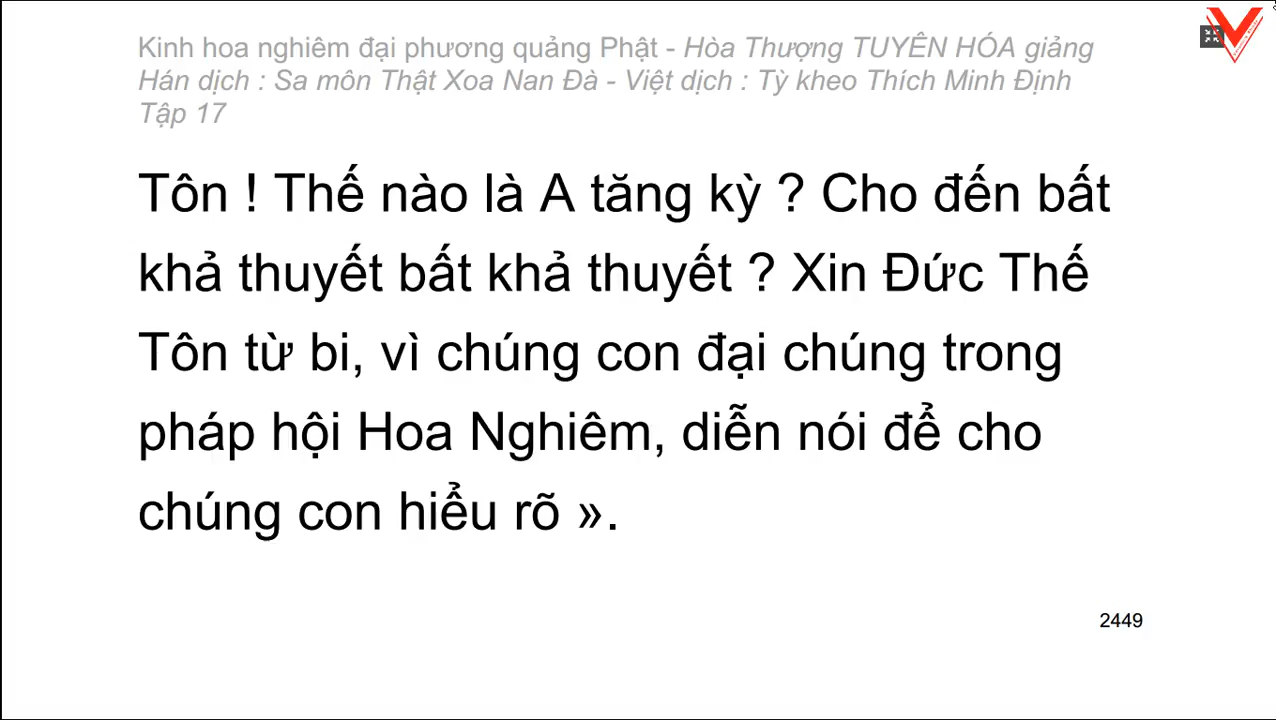 Kinh hoa nghiêm đại phương quảng Phật - Hòa Thượng TUYÊN HÓA giảng
Hán dịch : Sa môn Thật Xoa Nan Đà - Việt dịch : Tỳ kheo Thích Minh Định
Tập 17
Tôn ! Thế nào là A tăng kỳ ? Cho đến bất
khả thuyết bất khả thuyết ? Xin Đức Thế
Tôn từ bi, vì chúng con đại chúng trong
pháp hội Hoa Nghiêm, diễn nói để cho
chúng con hiểu rõ ».
2449